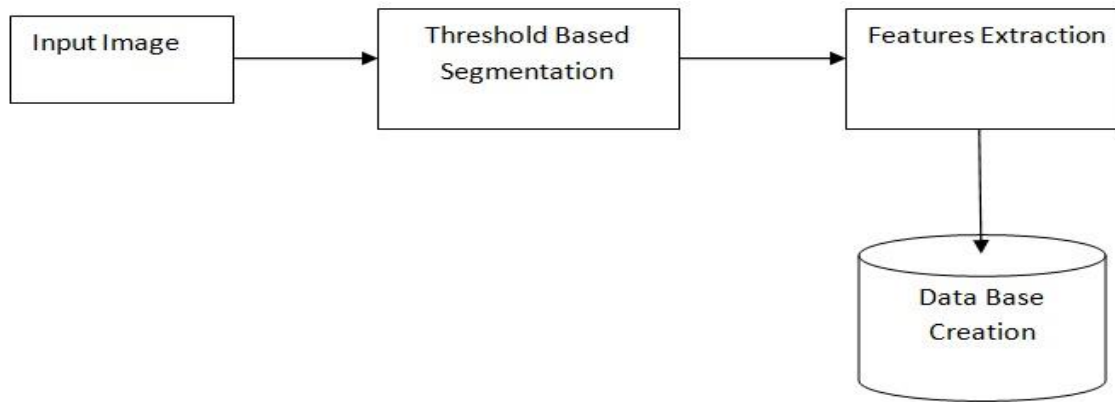 Input Image
Threshold Based
Segmentation
Features Extraction
Data Base
Creation